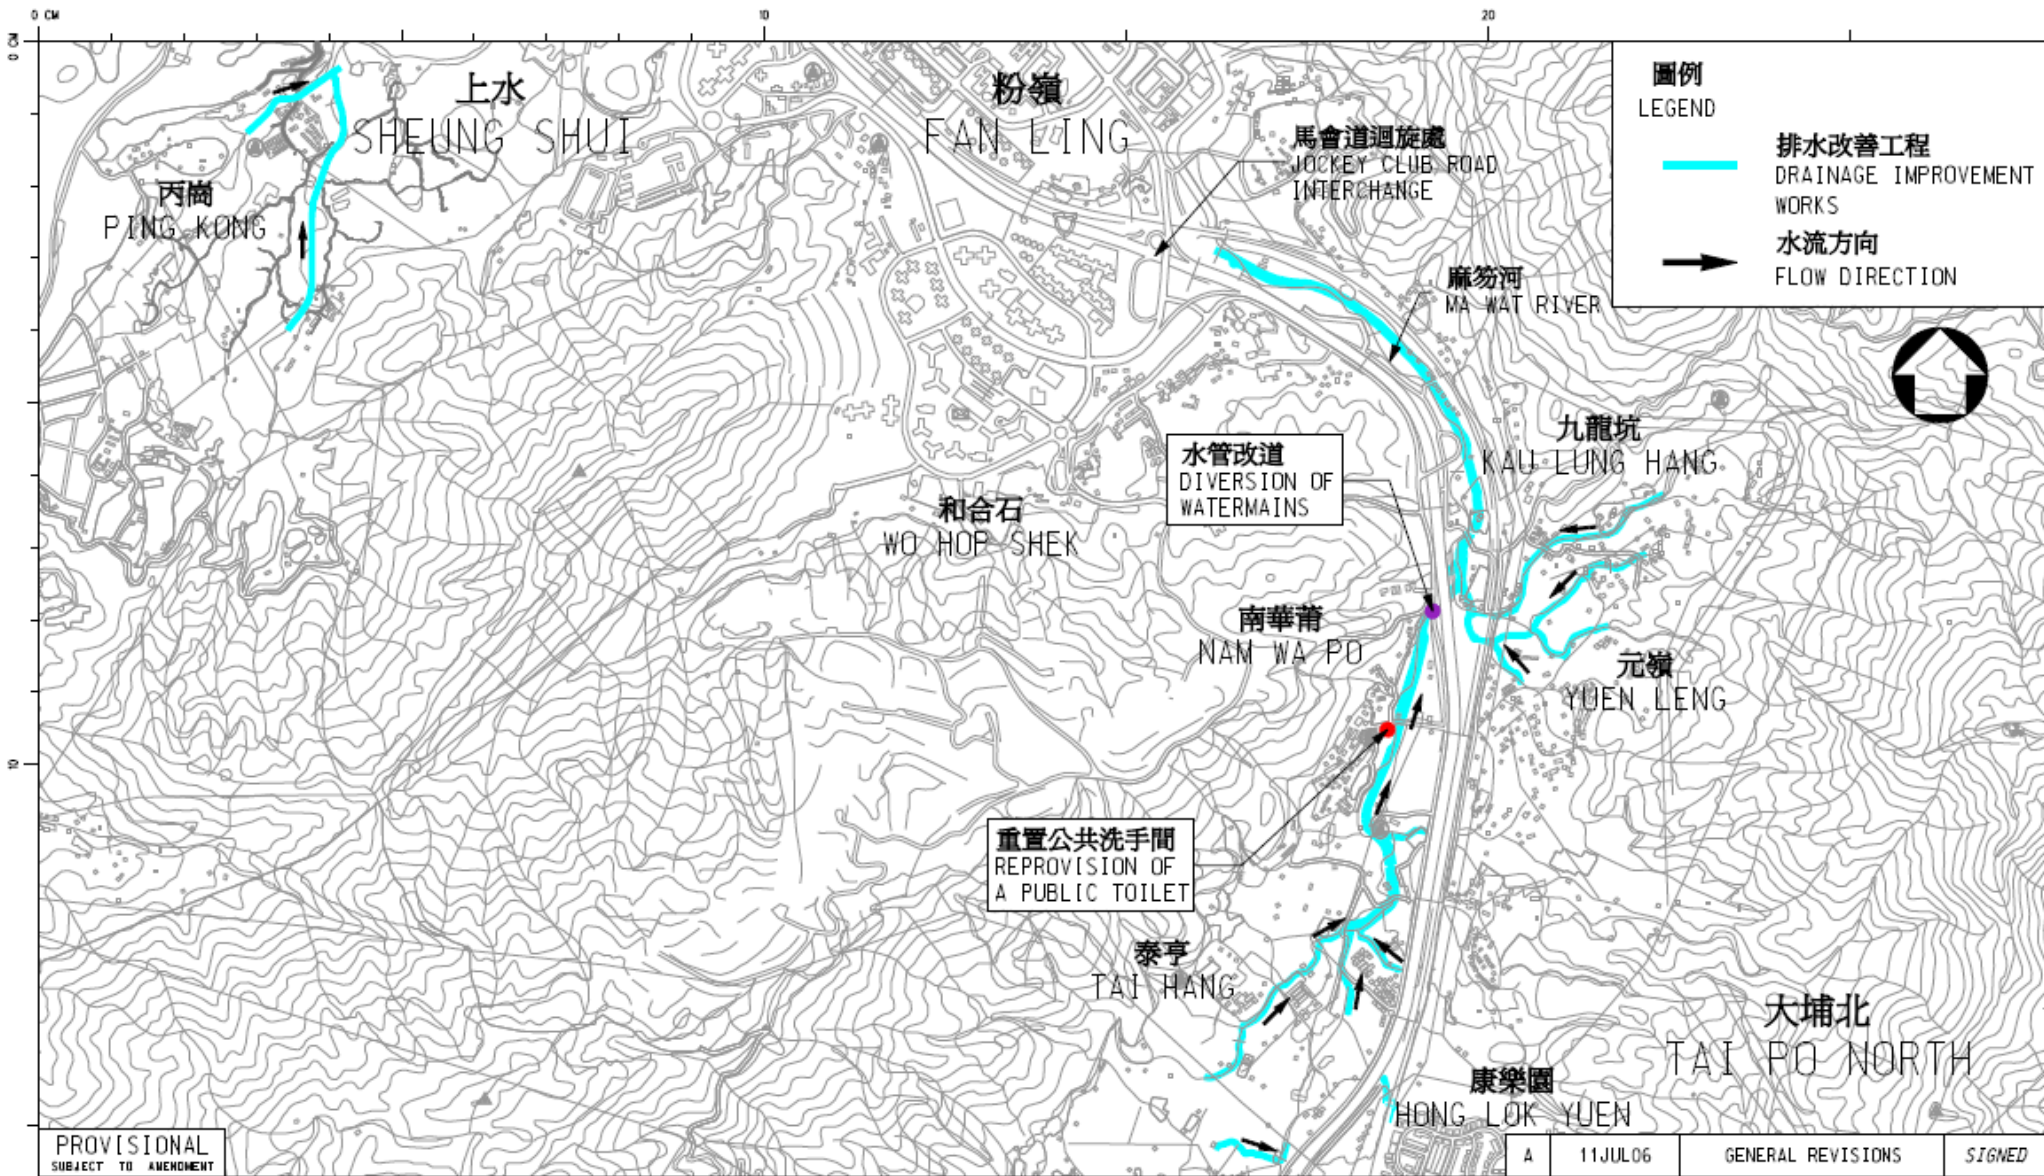 0 CM
10
20
0 CM
10
上水
SHEUNG SHUI
粉嶺
FAN LING
丙崗
PING KONG
馬會道迴旋處
JOCKEY CLUB ROAD
INTERCHANGE
麻笏河
MA WAT RIVER
圖例
LEGEND
排水改善工程
DRAINAGE IMPROVEMENT
WORKS
水流方向
FLOW DIRECTION
九龍坑
KAU LUNG HANG
水管改道
DIVERSION OF
WATERMAINS
和合石
WO HOP SHEK
南華莆
NAM WA PO
元嶺
YUEN LENG
重置公共洗手間
REPROVISION OF
A PUBLIC TOILET
泰亨
TAI HANG
大埔北
TAI PO NORTH
康樂園
HONG LOK YUEN
PROVISIONAL
SUBJECT TO AMENDMENT
A 11JUL06 GENERAL REVISIONS SIGNED